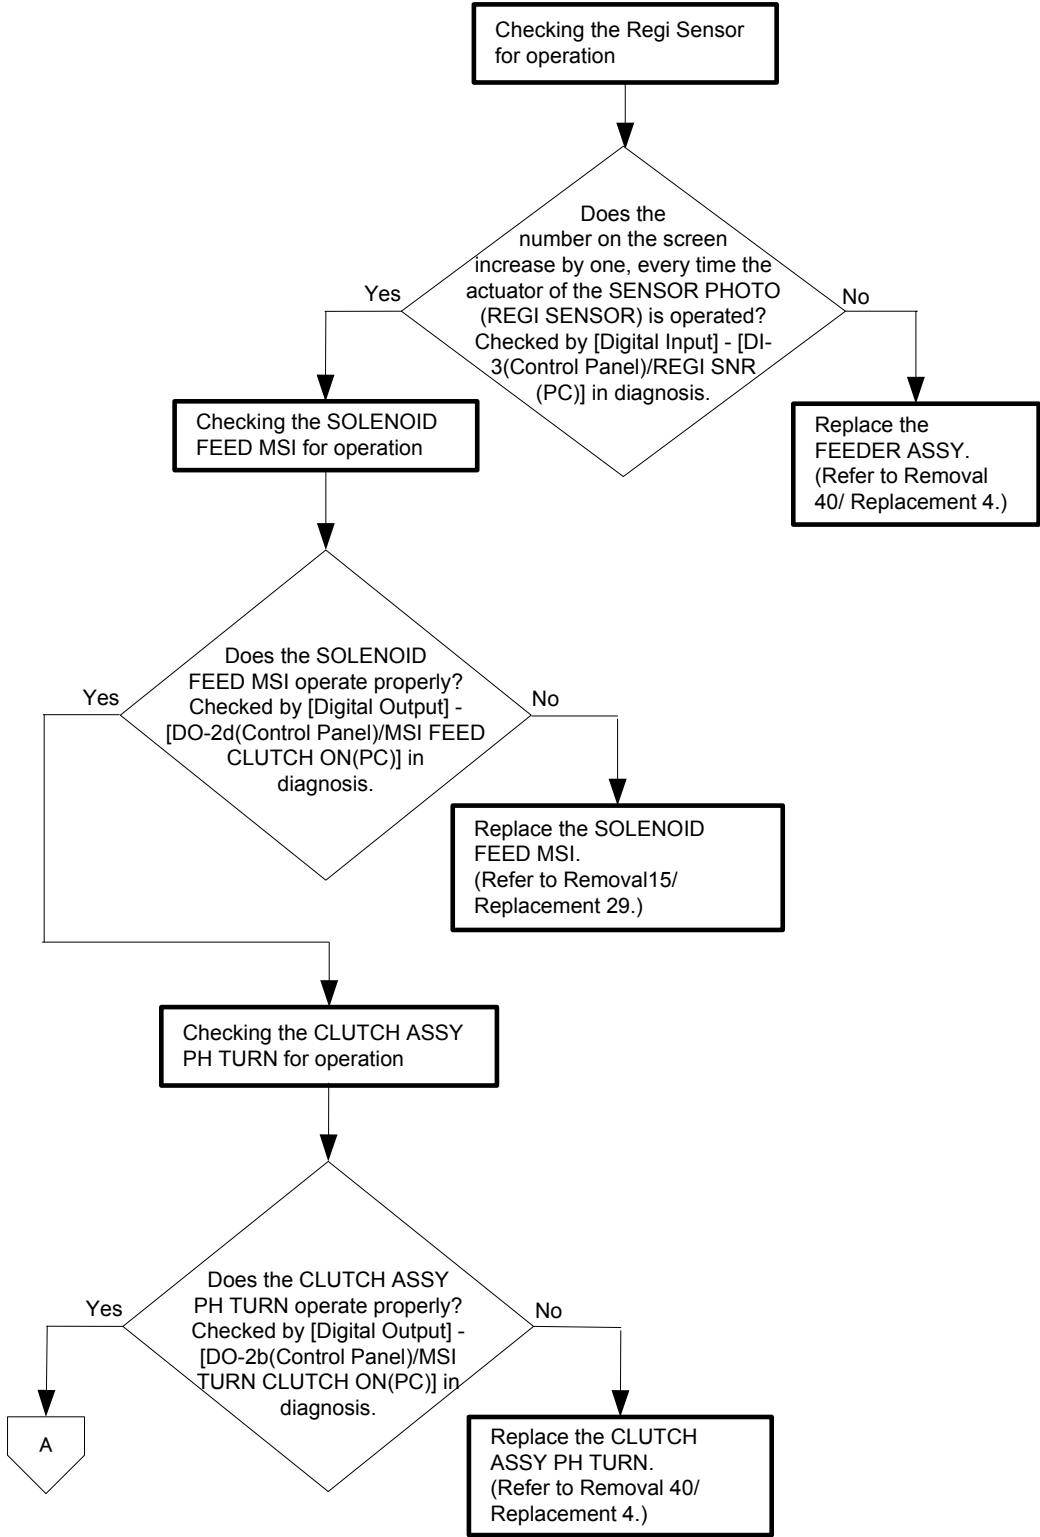 Checking the Regi Sensor
for operation
Does the
number on the screen
increase by one, every time the
actuator of the SENSOR PHOTO
(REGI SENSOR) is operated?
Checked by [Digital Input] - [DI-
3(Control Panel)/REGI SNR
(PC)] in diagnosis.
Yes
No
Checking the SOLENOID
FEED MSI for operation
Replace the
FEEDER ASSY.
(Refer to Removal
40/ Replacement 4.)
Does the SOLENOID
FEED MSI operate properly?
Checked by [Digital Output] -
[DO-2d(Control Panel)/MSI FEED
CLUTCH ON(PC)] in
diagnosis.
Yes
No
Replace the SOLENOID
FEED MSI.
(Refer to Removal15/
Replacement 29.)
Checking the CLUTCH ASSY
PH TURN for operation
Does the CLUTCH ASSY
PH TURN operate properly?
Checked by [Digital Output] -
[DO-2b(Control Panel)/MSI
TURN CLUTCH ON(PC)] in
diagnosis.
Yes
No
A
Replace the CLUTCH
ASSY PH TURN.
(Refer to Removal 40/
Replacement 4.)